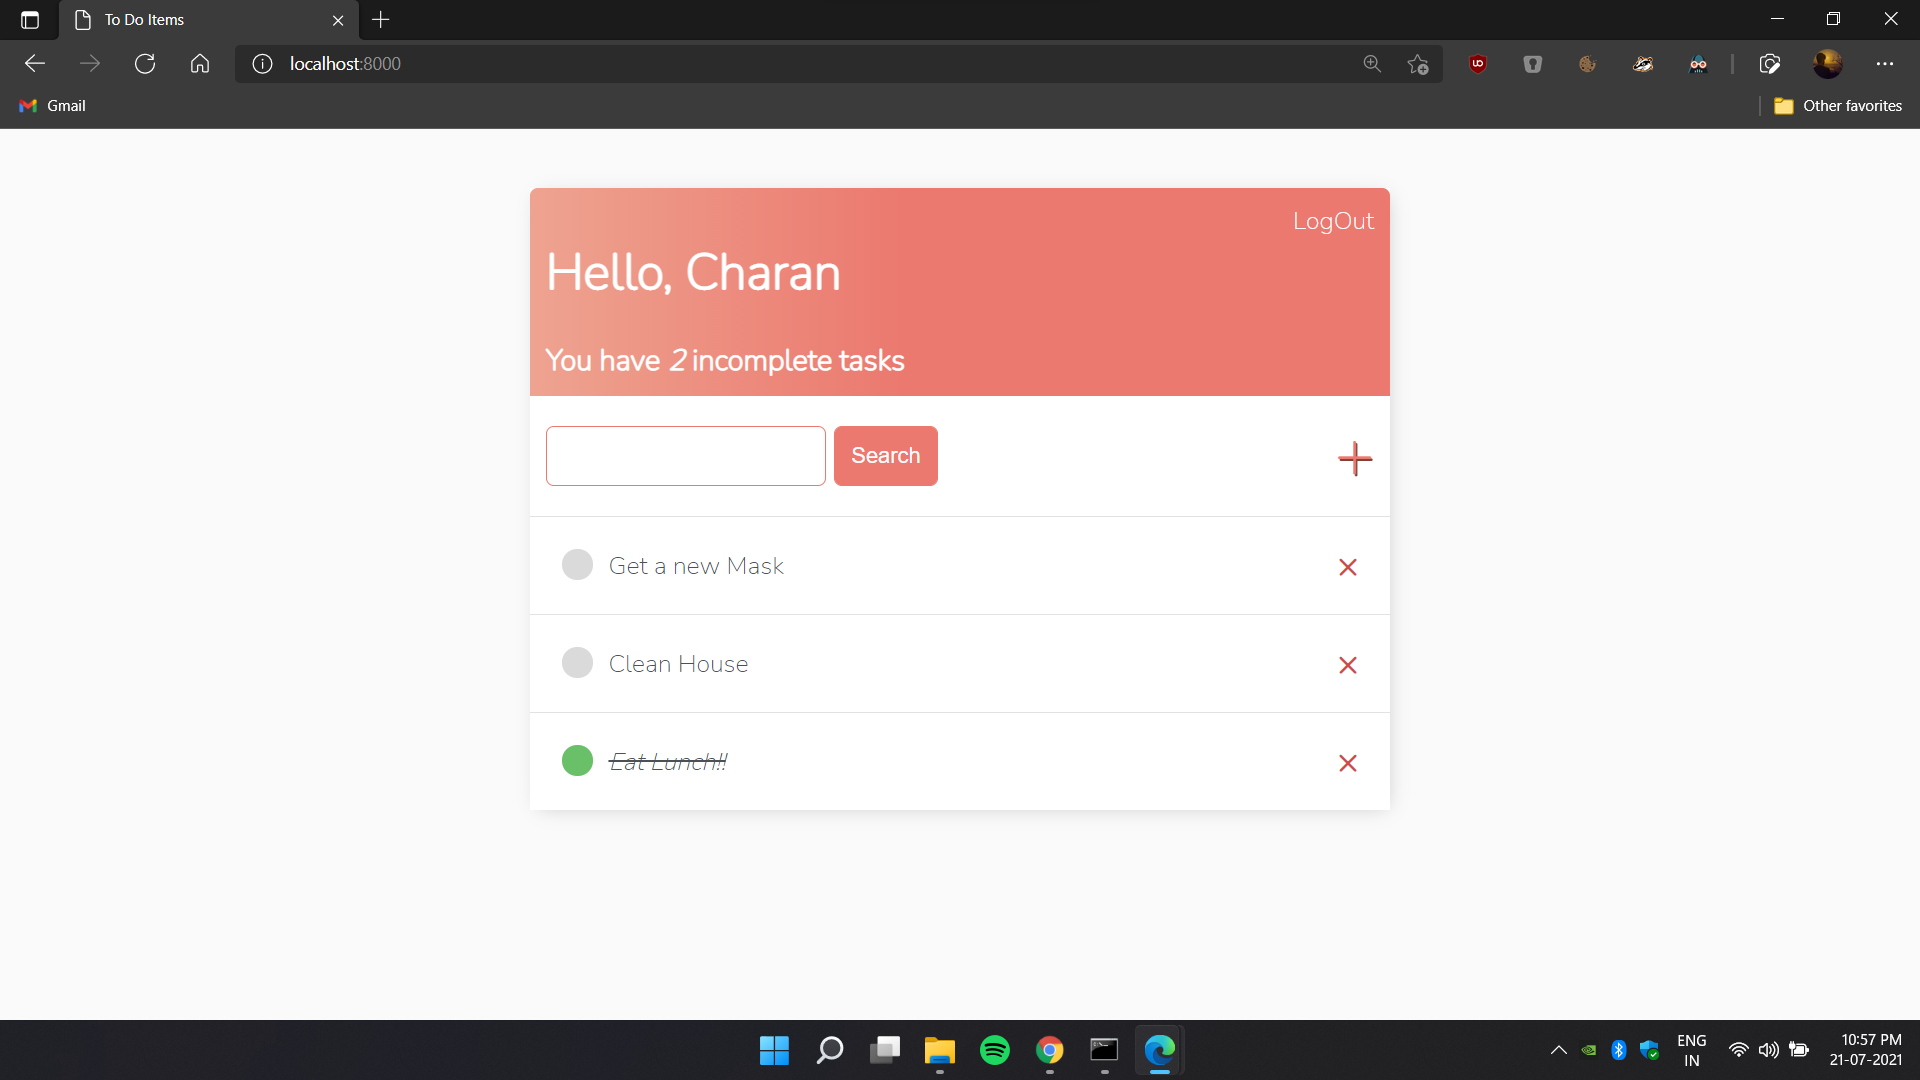 To Do Items
localhost:8000
Gmail
Other favorites
LogOut
Hello, Charan
You have 2 incomplete tasks
Search
Get a new Mask
Clean House
Eat Lunch!!
ENG
IN
10:57 PM
21-07-2021